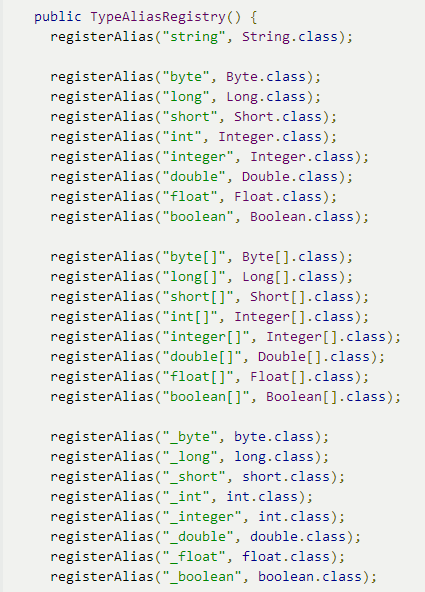 public TypeAliasRegistry() {
registerAlias("string", String.class);
registerAlias("byte", Byte.class);
registerAlias("long", Long.class);
registerAlias("short", Short.class);
registerAlias("int", Integer.class);
registerAlias("integer", Integer.class);
registerAlias("double", Double.class);
registerAlias("float", Float.class);
registerAlias("boolean", Boolean.class);
registerAlias("byte[]", Byte[].class);
registerAlias("long[]", Long[].class);
registerAlias("short[]", Short[].class);
registerAlias("int[]", Integer[].class);
registerAlias("integer[]", Integer[].class);
registerAlias("double[]", Double[].class);
registerAlias("float[]", Float[].class);
registerAlias("boolean[]", Boolean[].class);
registerAlias("_byte", byte.class);
registerAlias("_long", long.class);
registerAlias("_short", short.class);
registerAlias("_int", int.class);
registerAlias("_integer", int.class);
registerAlias("_double", double.class);
registerAlias("_float", float.class);
registerAlias("_boolean", boolean.class);